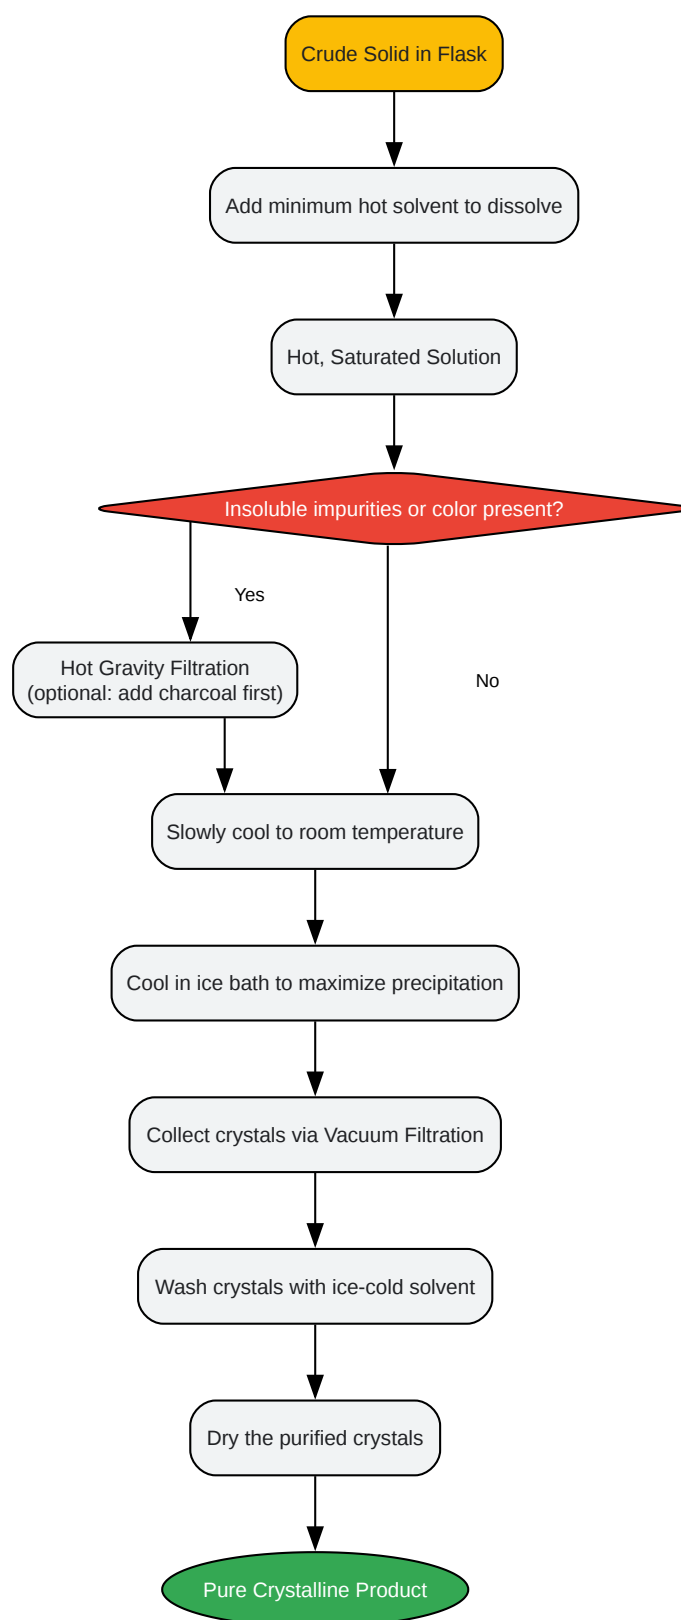 Crude Solid in Flask
Add minimum hot solvent to dissolve
Hot, Saturated Solution
Insoluble impurities or color present?
Yes
Hot Gravity Filtration
(optional: add charcoal first)
No
Slowly cool to room temperature
Cool in ice bath to maximize precipitation
Collect crystals via Vacuum Filtration
Wash crystals with ice-cold solvent
Dry the purified crystals
Pure Crystalline Product